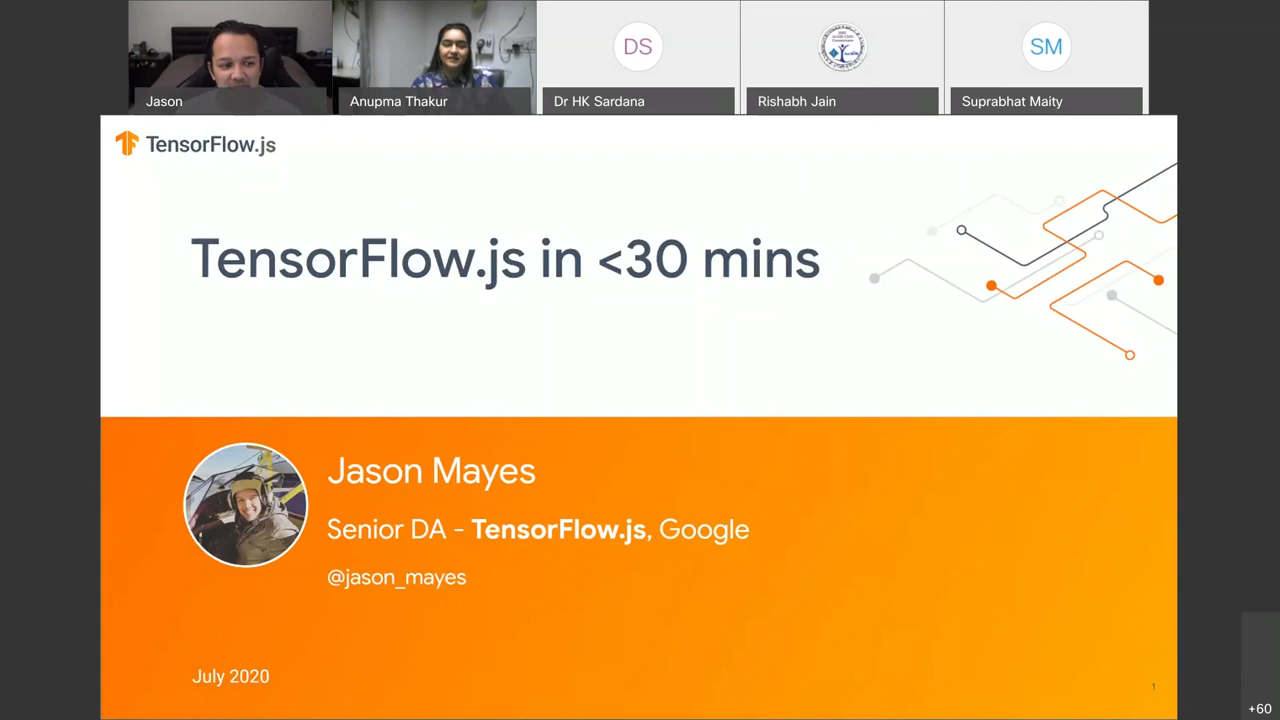 Jason
Anupma Thakur
DS
Dr HK Sardana
Rishabh Jain
SM
Suprabhat Maity
TensorFlow.js
TensorFlow.js in <30 mins
Jason Mayes
Senior DA - TensorFlow.js, Google
@jason_mayes
July 2020
1
+60